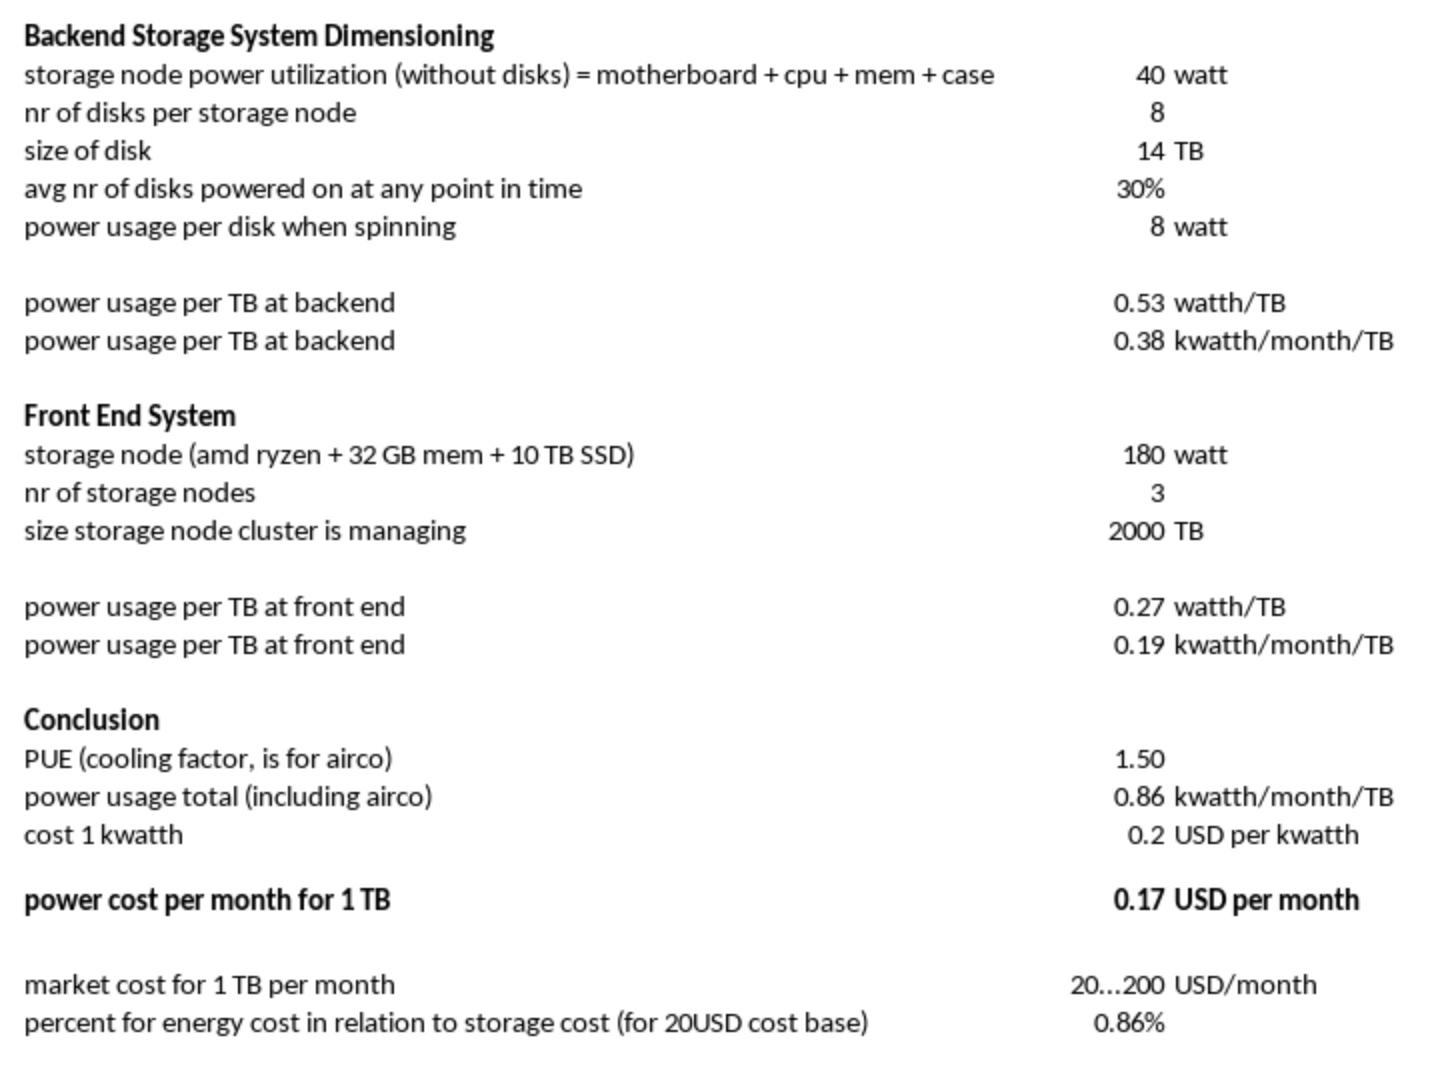 Backend Storage System Dimensioning
storage node power utilization (without disks) = motherboard + cpu + mem + case 40 watt
nr of disks per storage node 8
size of disk 14 TB
avg nr of disks powered on at any point in time 30%
power usage per disk when spinning 8 watt
power usage per TB at backend 0.53 watth/TB
power usage per TB at backend 0.38 kwatth/month/TB
Front End System
storage node (amd ryzen + 32 GB mem + 10 TB SSD) 180 watt
nr of storage nodes 3
size storage node cluster is managing 2000 TB
power usage per TB at front end 0.27 watth/TB
power usage per TB at front end 0.19 kwatth/month/TB
Conclusion
PUE (cooling factor, is for airco) 1.50
power usage total (including airco) 0.86 kwatth/month/TB
cost 1 kwatth 0.2 USD per kwatth
power cost per month for 1 TB 0.17 USD per month
market cost for 1 TB per month 20...200 USD/month
percent for energy cost in relation to storage cost (for 20USD cost base) 0.86%